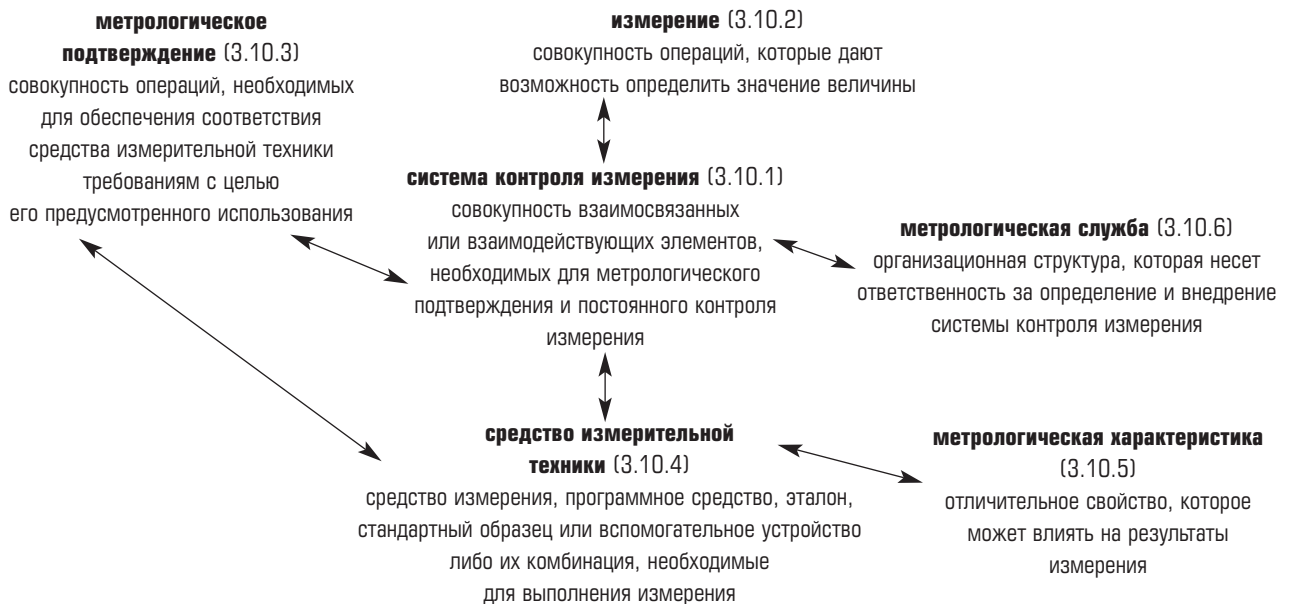 метрологическое
подтверждение (3.10.3)
совокупность операций, необходимых
для обеспечения соответствия
средства измерительной техники
требованиям с целью
его предусмотренного использования
измерение (3.10.2)
совокупность операций, которые дают
возможность определить значение величины
система контроля измерения (3.10.1)
совокупность взаимосвязанных
или взаимодействующих элементов,
необходимых для метрологического
подтверждения и постоянного контроля
измерения
метрологическая служба (3.10.6)
организационная структура, которая несет
ответственность за определение и внедрение
системы контроля измерения
средство измерительной
техники (3.10.4)
средство измерения, программное средство, эталон,
стандартный образец или вспомогательное устройство
либо их комбинация, необходимые
для выполнения измерения
метрологическая характеристика
(3.10.5)
отличительное свойство, которое
может влиять на результаты
измерения